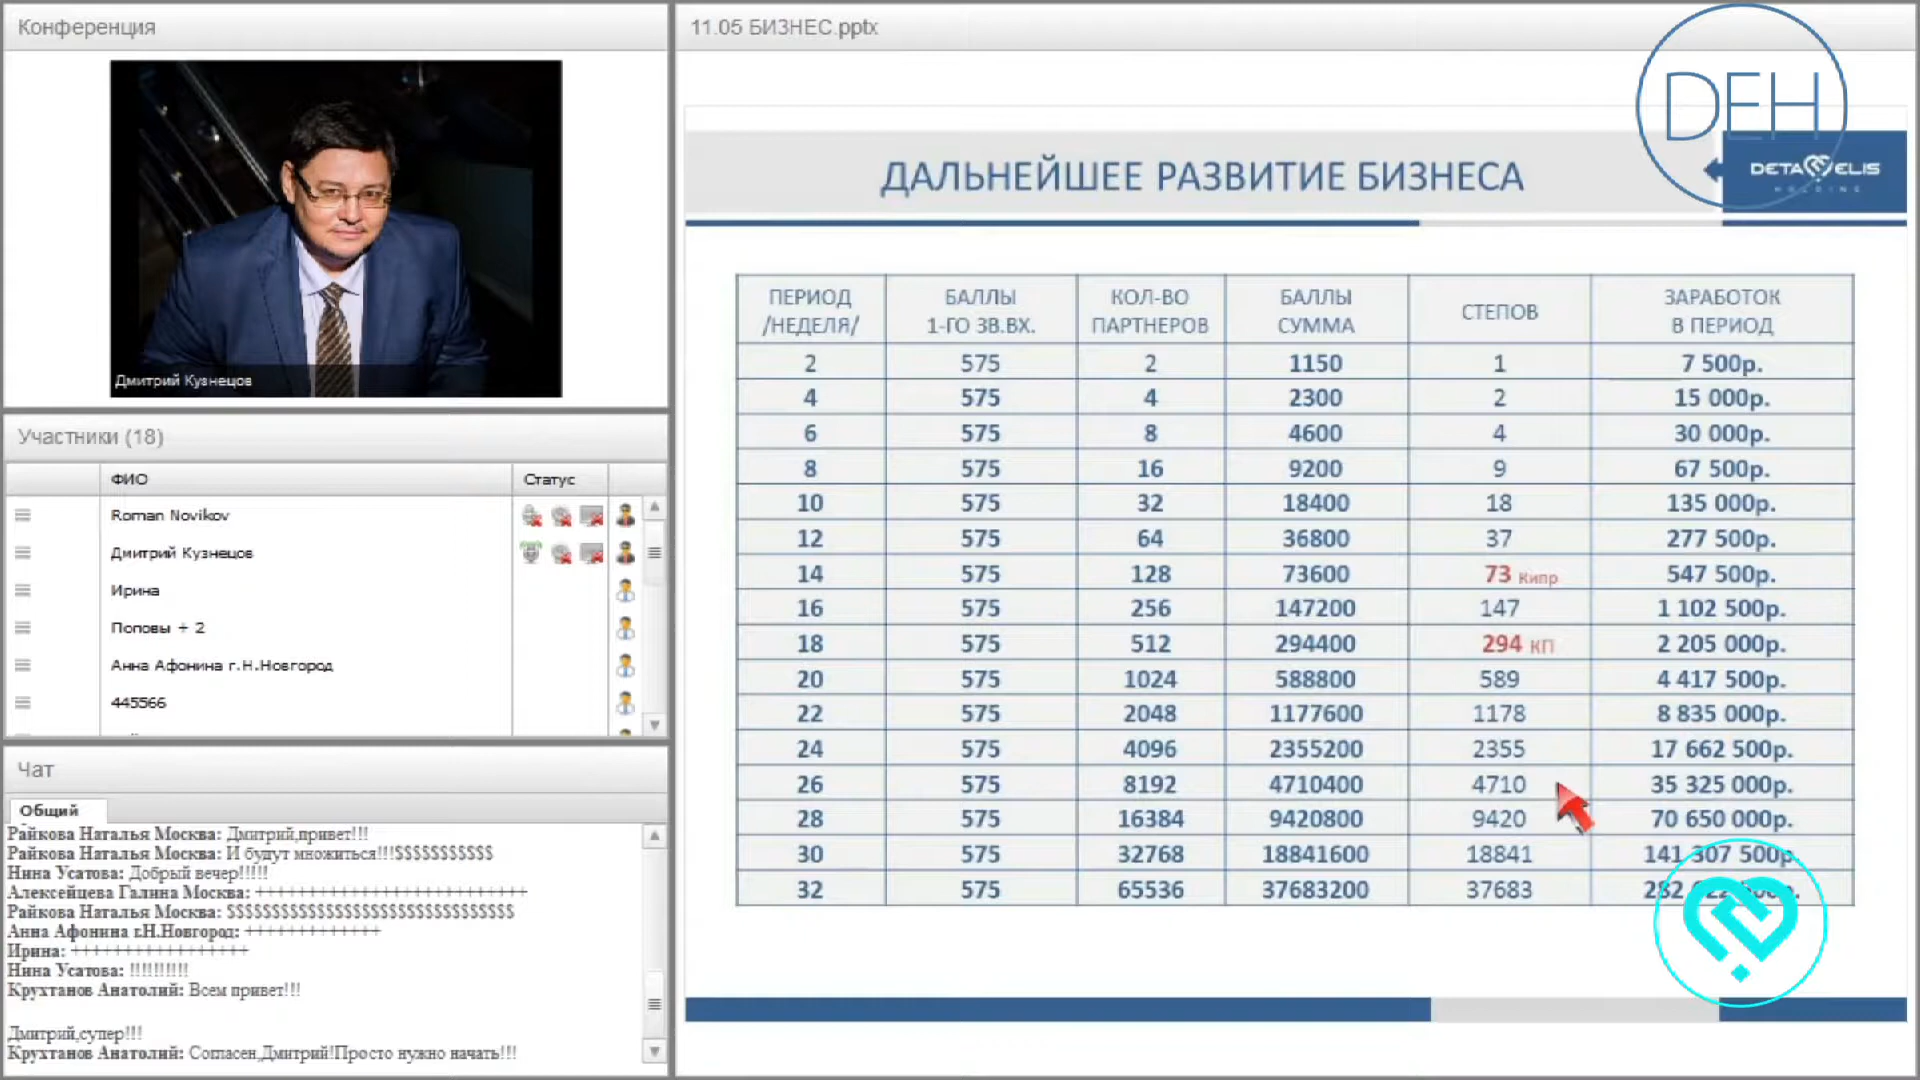 Конференция
Дмитрий Кузнецов
Участники (18)
ФИО Статус
Roman Novikov
Дмитрий Кузнецов
Ирина
Поповы + 2
Анна Афонина г.Н.Новгород
445566
Чат
Общий
Райкова Наталья Москва: Дмитрий,привет!!!
Райкова Наталья Москва: И будут множиться!!!$$$$$$$$$$$
Нина Усатова: Добрый вечер!!!!!
Алексейцева Галина Москва: +++++++++++++++++++++++++++
Райкова Наталья Москва: $$$$$$$$$$$$$$$$$$$$$$$$$$$$$$$$
Анна Афонина г.Н.Новгород: +++++++++++++
Ирина: +++++++++++++++++
Нина Усатова: !!!!!!!!!!
Крухтанов Анатолий: Всем привет!!!
Дмитрий,супер!!!
Крухтанов Анатолий: Согласен,Дмитрий!Просто нужно начать!!!
11.05 БИЗНЕС.pptx
DEH
ДАЛЬНЕЙШЕЕ РАЗВИТИЕ БИЗНЕСА
DETA ELIS
HOLDING
ПЕРИОД /НЕДЕЛЯ/ БАЛЛЫ 1-ГО ЗВ.ВХ. КОЛ-ВО ПАРТНЕРОВ БАЛЛЫ СУММА СТЕПОВ ЗАРАБОТОК В ПЕРИОД
2 575 2 1150 1 7 500р.
4 575 4 2300 2 15 000р.
6 575 8 4600 4 30 000р.
8 575 16 9200 9 67 500р.
10 575 32 18400 18 135 000р.
12 575 64 36800 37 277 500р.
14 575 128 73600 73 Кипр 547 500р.
16 575 256 147200 147 1 102 500р.
18 575 512 294400 294 КП 2 205 000р.
20 575 1024 588800 589 4 417 500р.
22 575 2048 1177600 1178 8 835 000р.
24 575 4096 2355200 2355 17 662 500р.
26 575 8192 4710400 4710 35 325 000р.
28 575 16384 9420800 9420 70 650 000р.
30 575 32768 18841600 18841 141 307 500р.
32 575 65536 37683200 37683